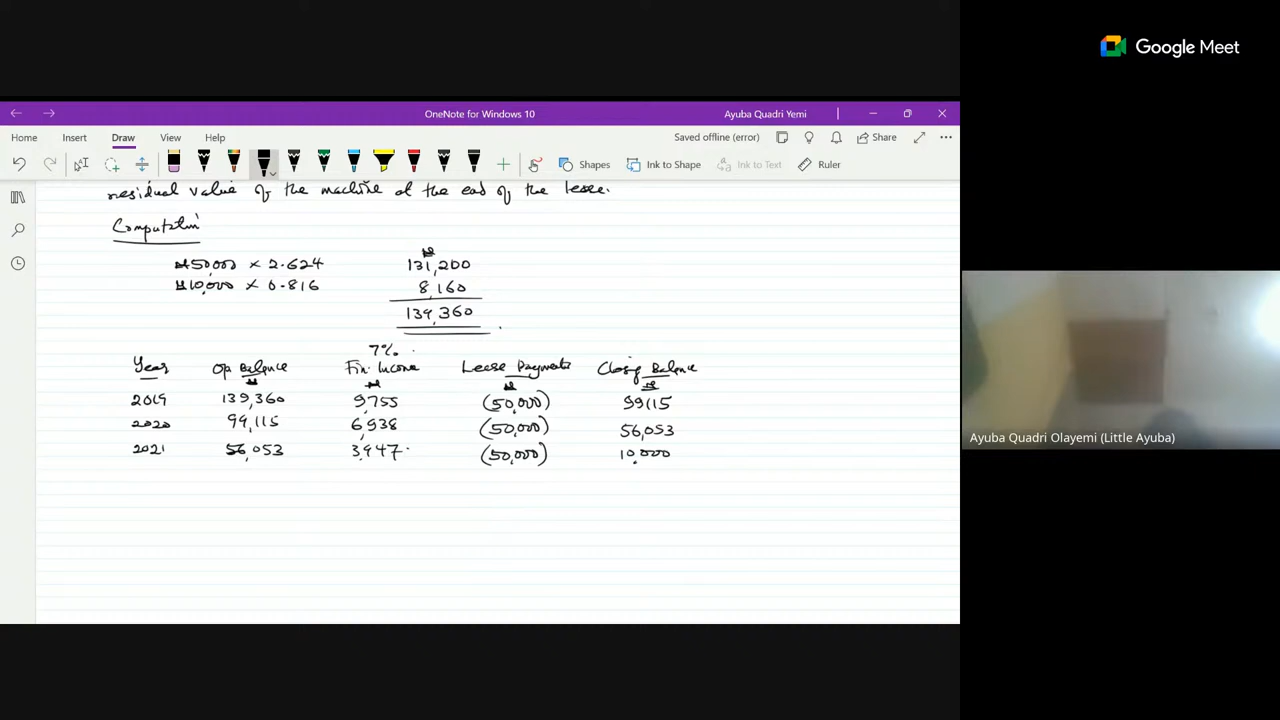 Google Meet
OneNote for Windows 10
Ayuba Quadri Yemi
Home Insert Draw View Help
Saved offline (error)
Share
Shapes
Ink to Shape
Ink to Text
Ruler
residual value of the machine at the end of the lease.
Computatin
₦50,000 × 2.624 131,200
₦10,000 × 0.816 8,160
139,360
7%
Year Op Balance Fin. Income Lease Payments Closing Balance
₦ ₦ ₦ ₦
2019 139,360 9,755 (50,000) 99,115
2020 99,115 6,938 (50,000) 56,053
2021 56,053 3,947 (50,000) 10,000
Ayuba Quadri Olayemi (Little Ayuba)